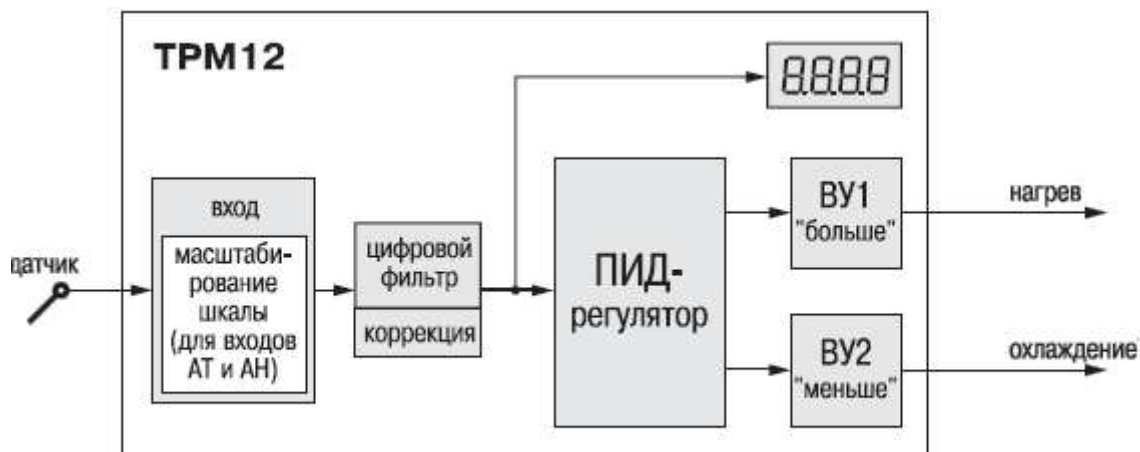 ТРМ12
8.8.8.8
вход
масштаби-
рование
шкалы
(для входов
АТ и АН)
датчик
цифровой
фильтр
коррекция
ПИД-
регулятор
ВУ1
"больше"
нагрев
ВУ2
"меньше"
охлаждение